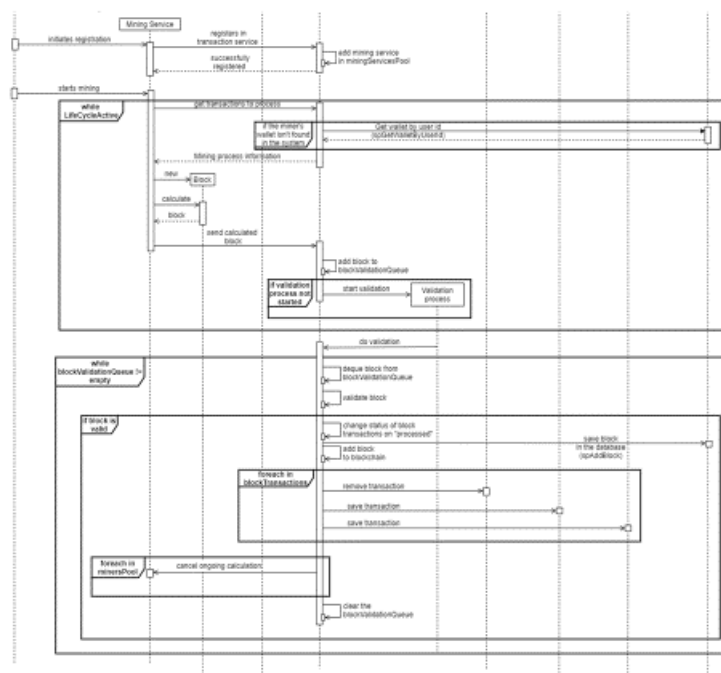 Mining Service
initiates registration
registers in
transaction service
add mining service
in miningServicesPool
successfully
registered
starts mining
while
LifeCycleActive
get transactions to process
if the miner's
wallet isn't found
in the system
Get wallet by user id
(spGetWalletByUserId)
Mining process information
new
Block
calculate
block
send calculated
block
add block to
blockValidationQueue
if validation
process not
started
start validation
Validation
process
do validation
while
blockValidationQueue !=
empty
deque block from
blockValidationQueue
validate block
if block is
valid
change status of block
transactions on "processed"
save block
in the database
(spAddBlock)
add block
to blockchain
foreach in
blockTransactions
remove transaction
save transaction
save transaction
foreach in
minersPool
cancel ongoing calculation
clear the
blockValidationQueue